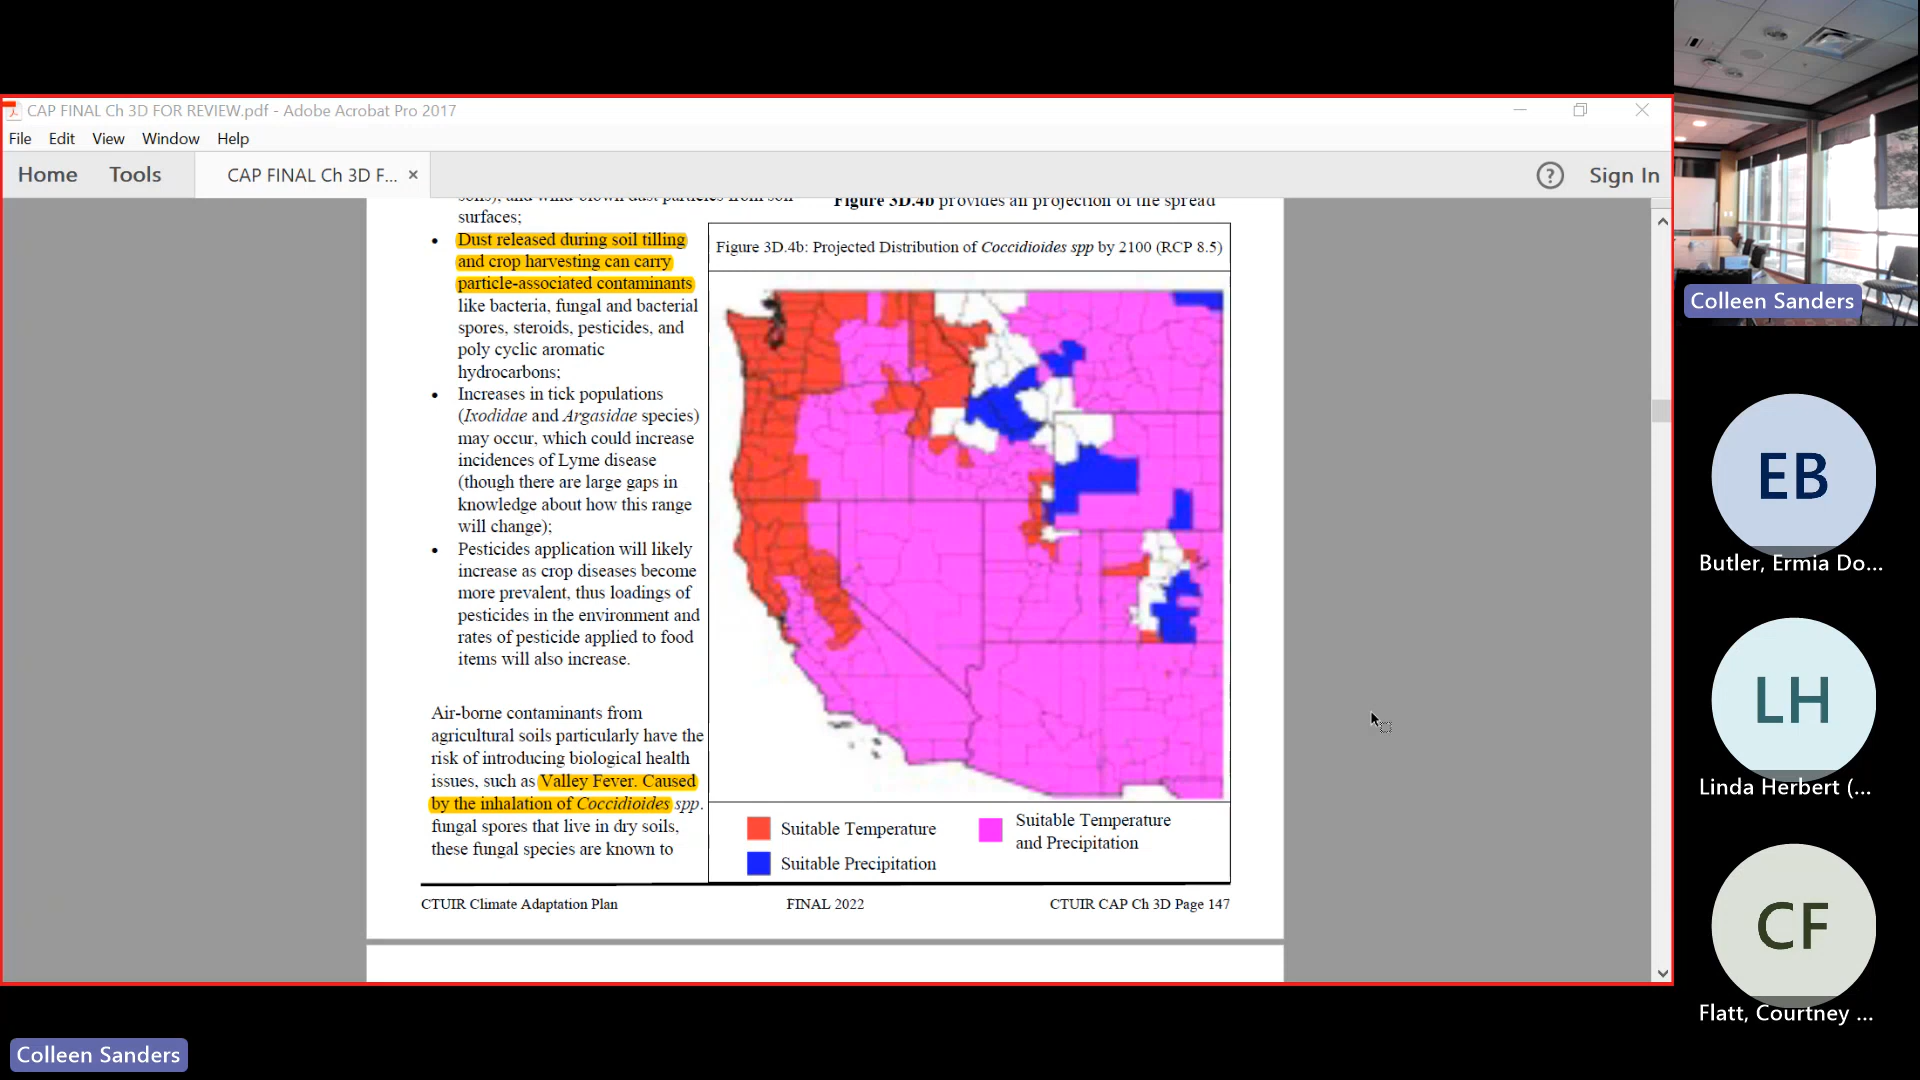 CAP FINAL Ch 3D FOR REVIEW.pdf - Adobe Acrobat Pro 2017
File Edit View Window Help
Home Tools CAP FINAL Ch 3D F... × ? Sign In
soils), and wind-blown dust particles from soil
surfaces;
• Dust released during soil tilling
and crop harvesting can carry
particle-associated contaminants
like bacteria, fungal and bacterial
spores, steroids, pesticides, and
poly cyclic aromatic
hydrocarbons;
• Increases in tick populations
(Ixodidae and Argasidae species)
may occur, which could increase
incidences of Lyme disease
(though there are large gaps in
knowledge about how this range
will change);
• Pesticides application will likely
increase as crop diseases become
more prevalent, thus loadings of
pesticides in the environment and
rates of pesticide applied to food
items will also increase.
Air-borne contaminants from
agricultural soils particularly have the
risk of introducing biological health
issues, such as Valley Fever. Caused
by the inhalation of Coccidioides spp.
fungal spores that live in dry soils,
these fungal species are known to
Figure 3D.4b provides an projection of the spread
Figure 3D.4b: Projected Distribution of Coccidioides spp by 2100 (RCP 8.5)
Suitable Temperature
Suitable Precipitation
Suitable Temperature
and Precipitation
CTUIR Climate Adaptation Plan FINAL 2022 CTUIR CAP Ch 3D Page 147
Colleen Sanders
EB
Butler, Ermia Do...
LH
Linda Herbert (...
CF
Flatt, Courtney ...
Colleen Sanders